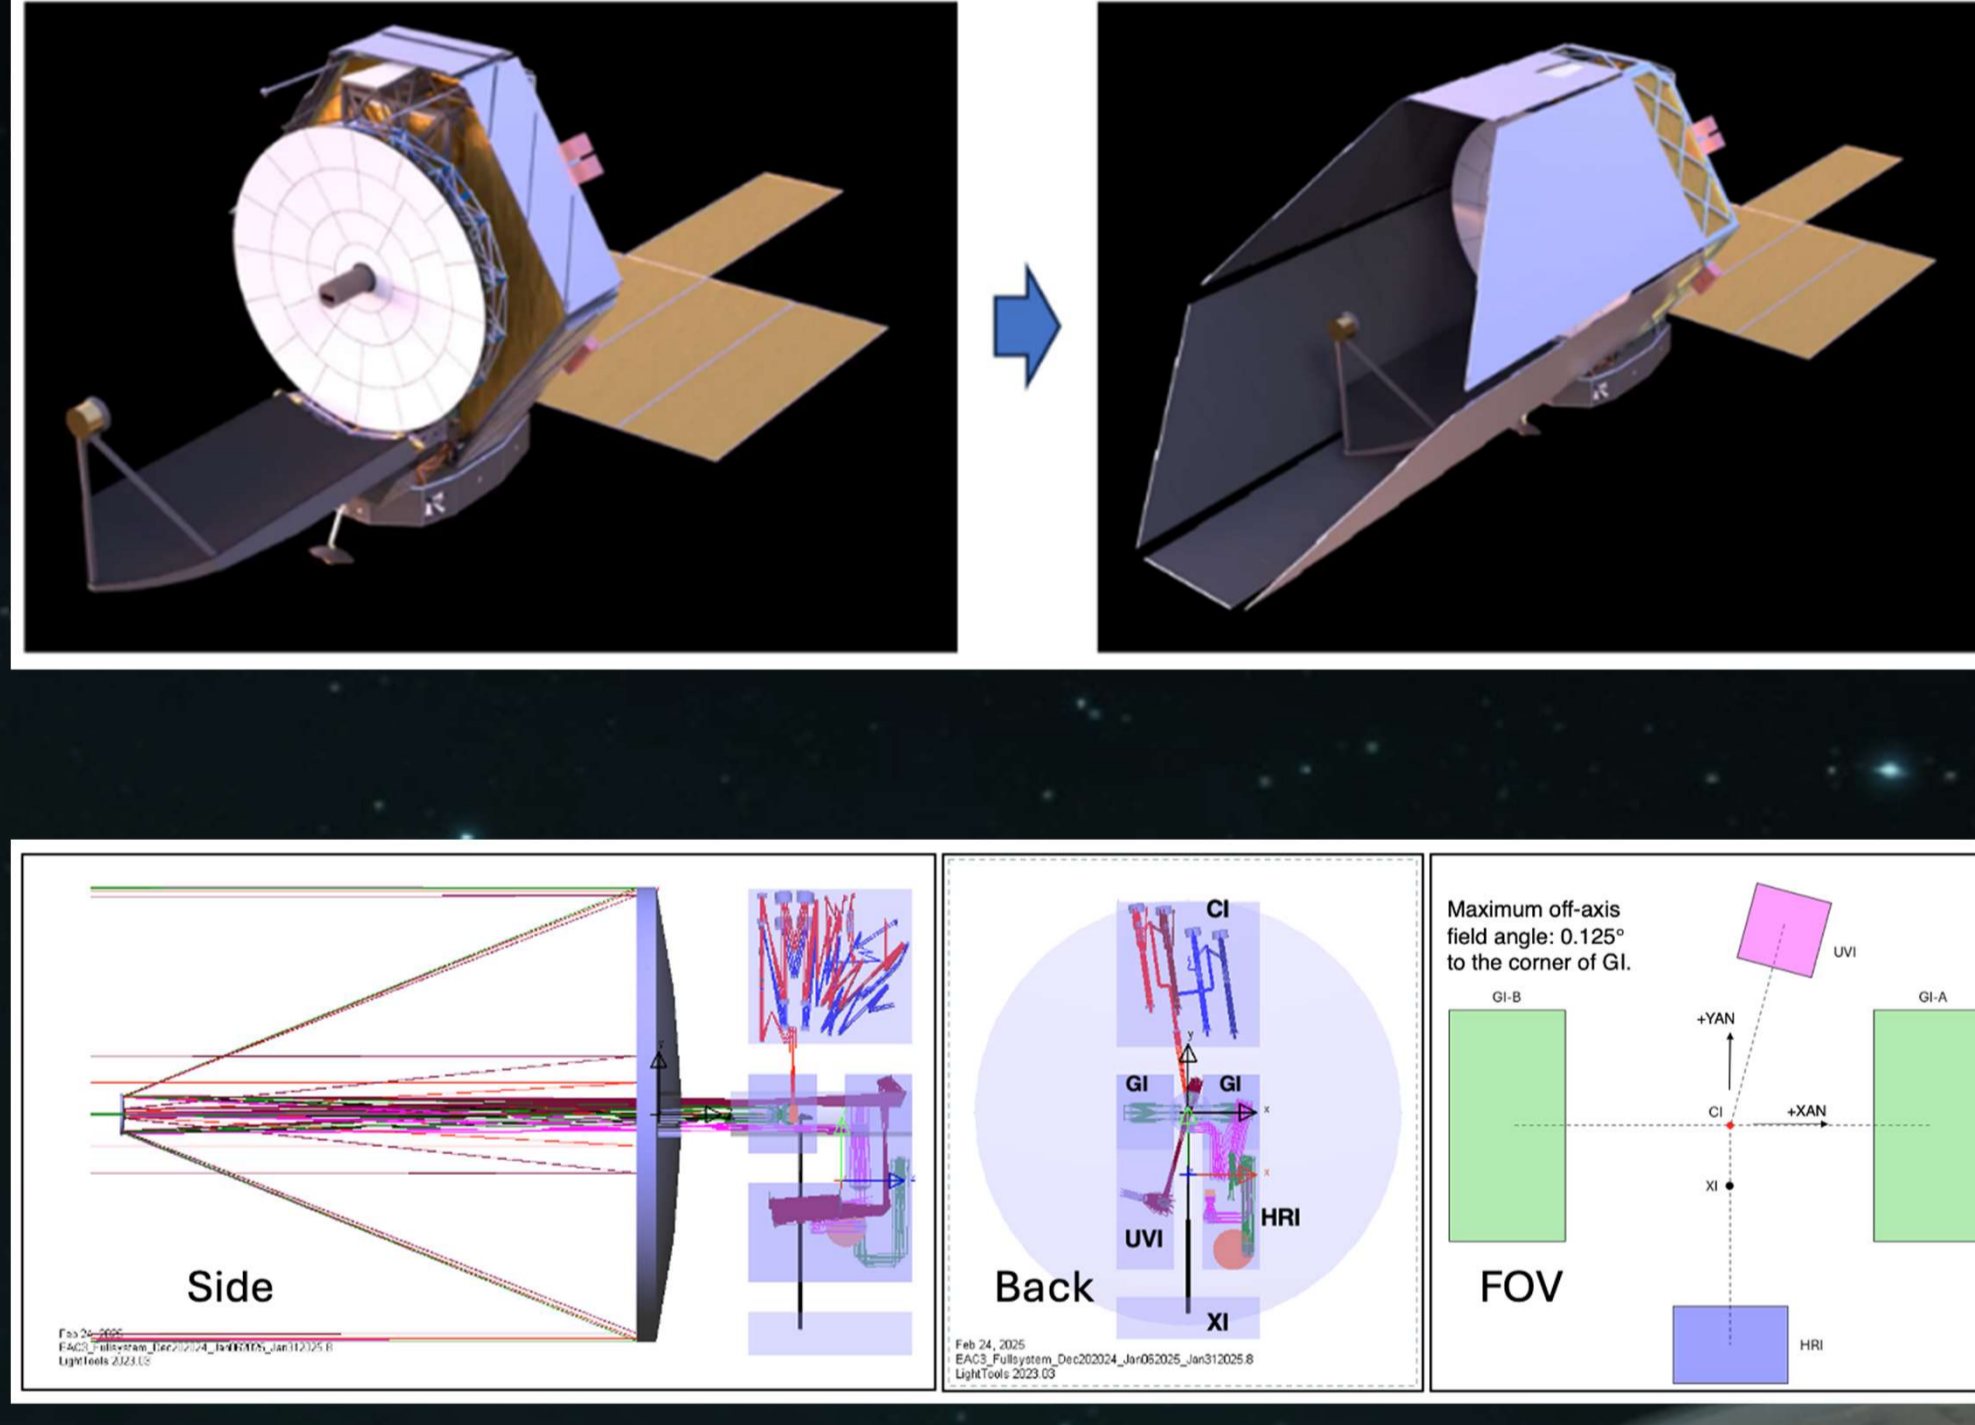 Side
Feb 24, 2025
EAC3_Fullsystem_Dec202024_Jan062025_Jan312025.8
LightTools 2023.03
CI
y
GI
GI
x
x
UVI
HRI
Back
XI
Feb 24, 2025
EAC3_Fullsystem_Dec202024_Jan062025_Jan312025.8
LightTools 2023.03
Maximum off-axis
field angle: 0.125°
to the corner of GI.
UVI
GI-B
GI-A
+YAN
CI
+XAN
XI
FOV
HRI